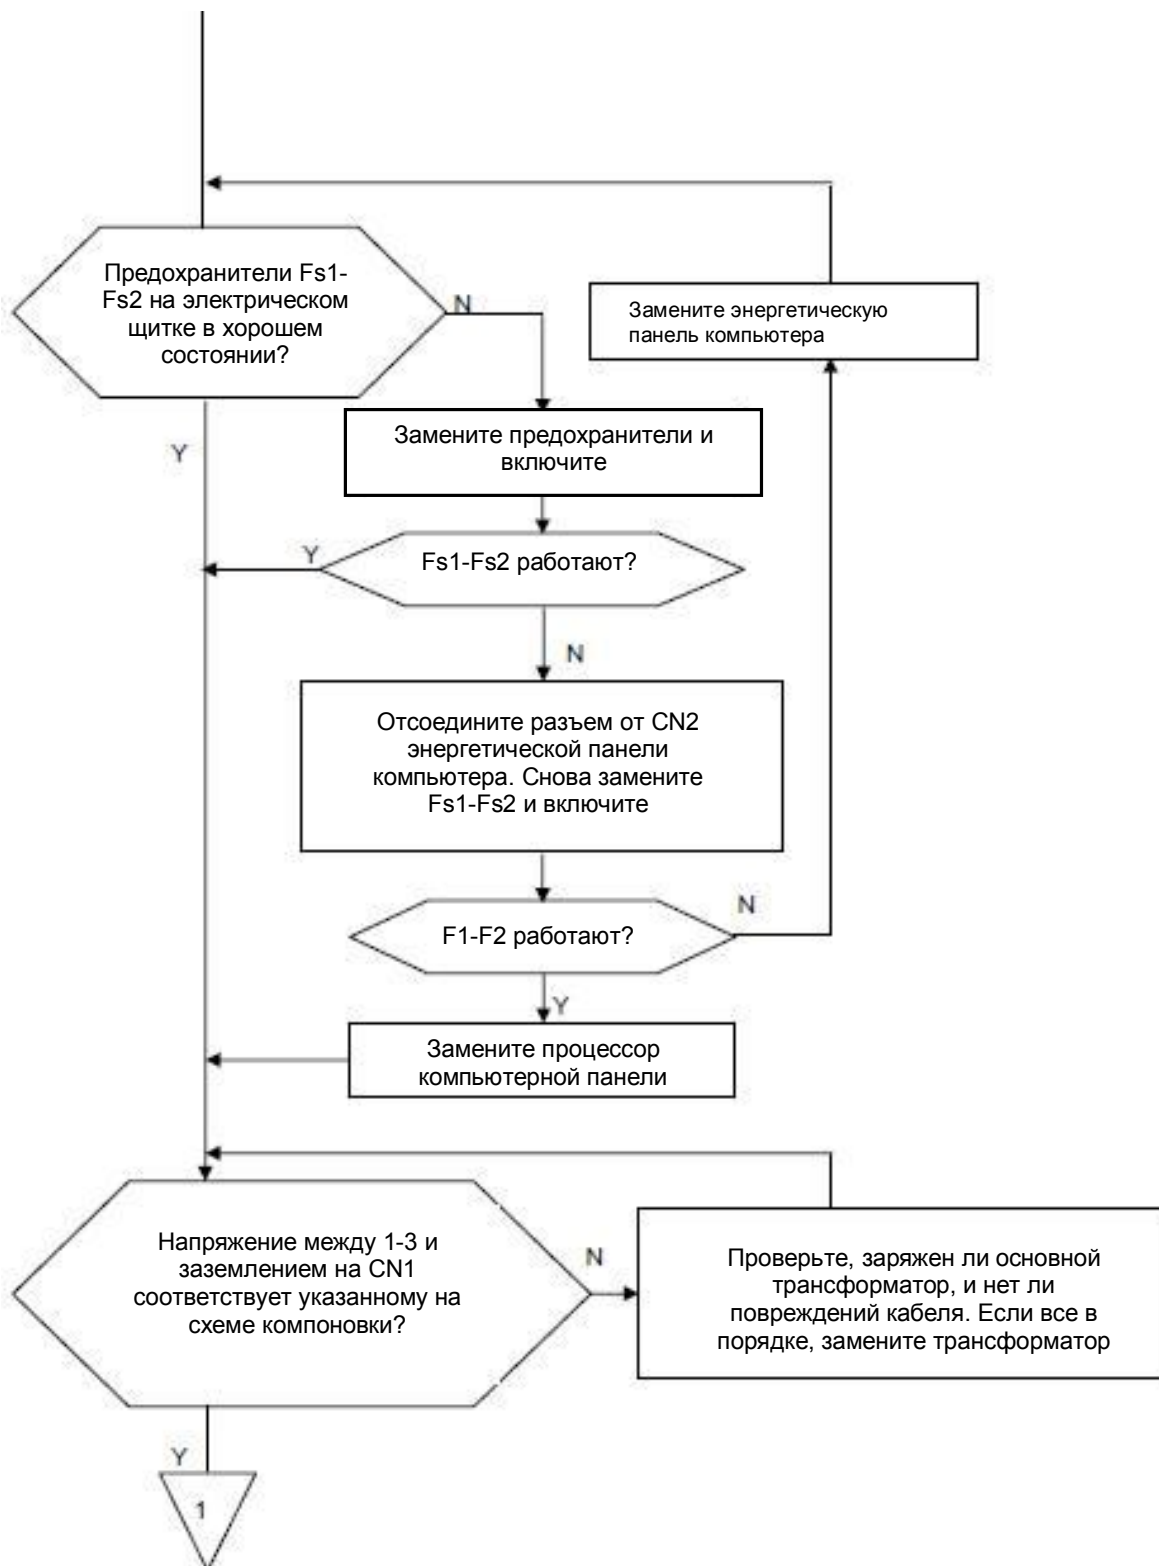 Предохранители Fs1-
Fs2 на электрическом
щитке в хорошем
состоянии?
N
Замените энергетическую
панель компьютера
Y
Замените предохранители и
включите
Y
Fs1-Fs2 работают?
N
Отсоедините разъем от CN2
энергетической панели
компьютера. Снова замените
Fs1-Fs2 и включите
N
F1-F2 работают?
Y
Замените процессор
компьютерной панели
Напряжение между 1-3 и
заземлением на CN1
соответствует указанному на
схеме компоновки?
N
Проверьте, заряжен ли основной
трансформатор, и нет ли
повреждений кабеля. Если все в
порядке, замените трансформатор
Y
1